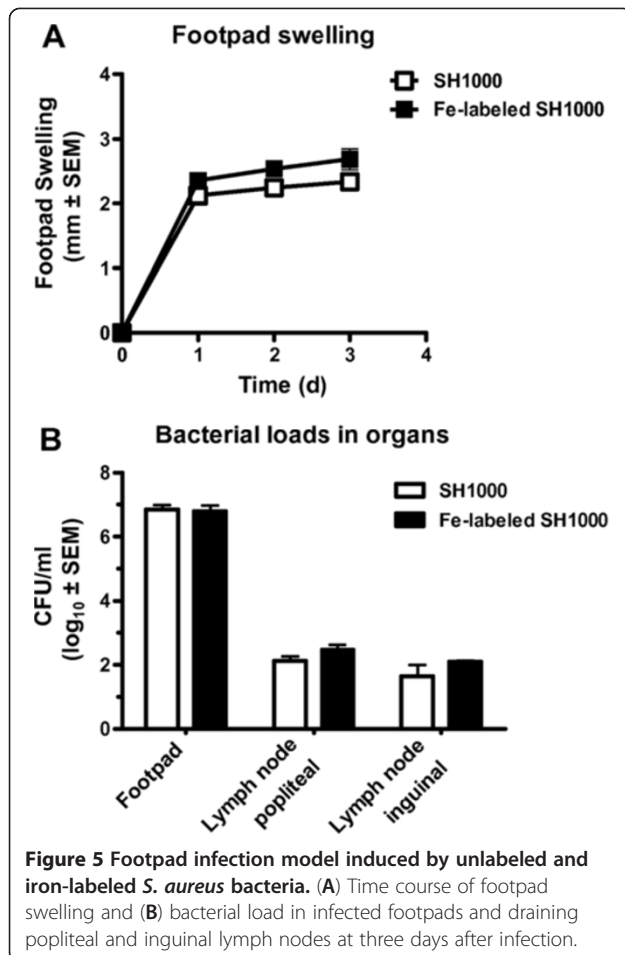 A
Footpad swelling
SH1000
Fe-labeled SH1000
Footpad Swelling
(mm ± SEM)
4
3
2
1
0
0 1 2 3 4
Time (d)
B
Bacterial loads in organs
SH1000
Fe-labeled SH1000
CFU/ml
(log₁₀ ± SEM)
8
6
4
2
0
Footpad
Lymph node
popliteal
Lymph node
inguinal
Figure 5 Footpad infection model induced by unlabeled and
iron-labeled S. aureus bacteria. (A) Time course of footpad
swelling and (B) bacterial load in infected footpads and draining
popliteal and inguinal lymph nodes at three days after infection.